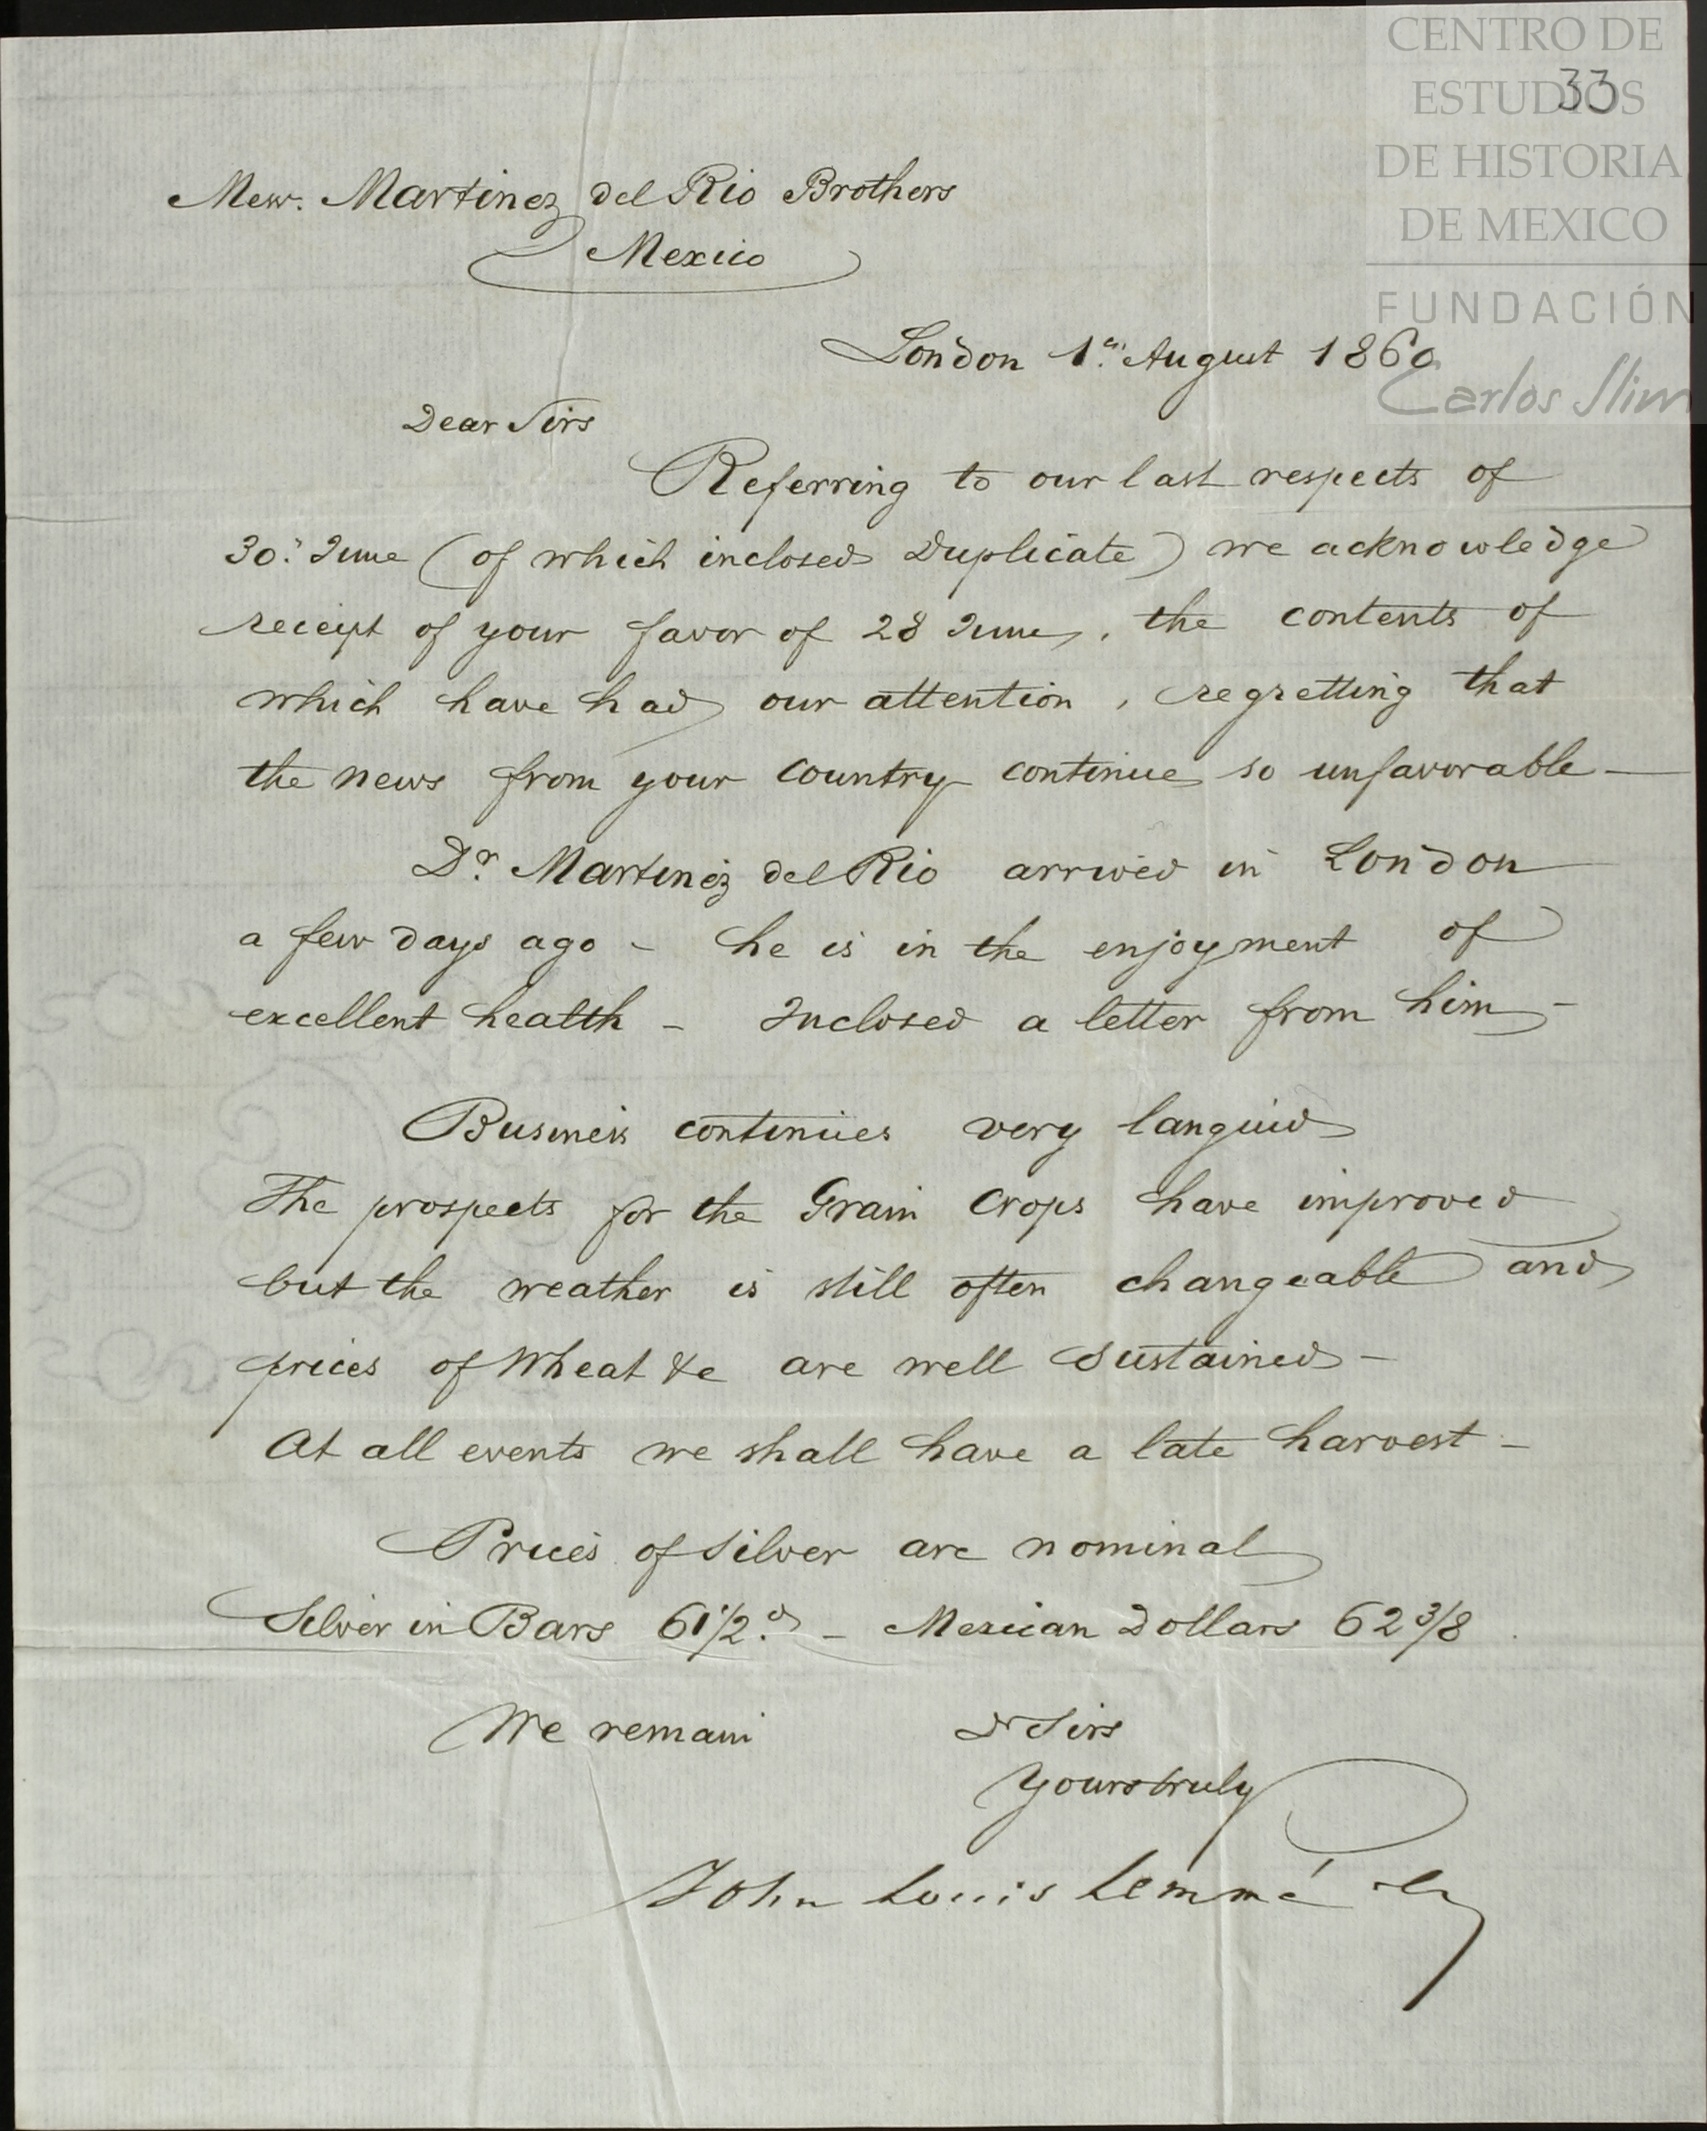 CENTRO DE
ESTUDIOS
33
DE HISTORIA
DE MEXICO
FUNDACIÓN
Carlos Slim
Messrs. Martinez del Rio Brothers
Mexico
London 1st August 1860
Dear Sirs
Referring to our last respects of
30. June (of which inclosed Duplicate) we acknowledge
receipt of your favor of 28 June, the contents of
which have had our attention, regretting that
the news from your Country continue so unfavorable —
Dr. Martinez del Rio arrived in London
a few days ago - he is in the enjoyment of
excellent health - Inclosed a letter from him -
Business continues very languid
The prospects for the Grain Crops have improved
but the weather is still often changeable and
prices of Wheat &c are well sustained -
At all events we shall have a late harvest -
Prices of Silver are nominal
Silver in Bars 61 1/2. d - Mexican Dollars 62 3/8
We remain Dr Sirs
Yours truly
John Louis Lemmé